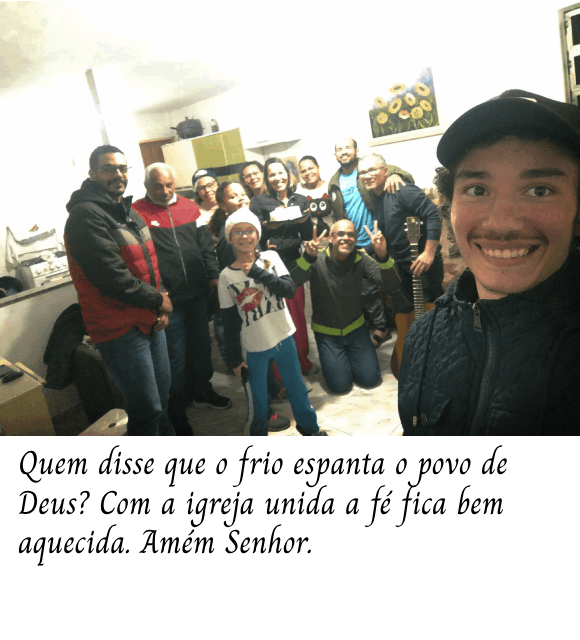 Quem disse que o frio espanta o povo de
Deus? Com a igreja unida a fé fica bem
aquecida. Amém Senhor.